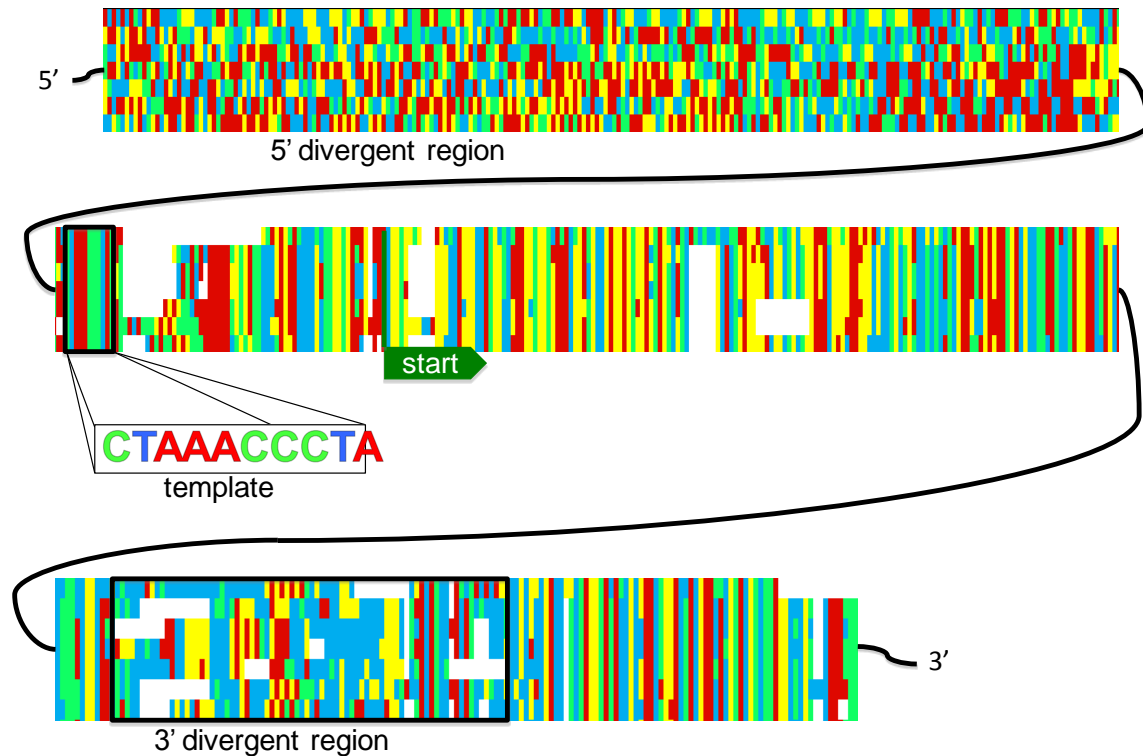 5’
5’ divergent region
start
CTAAACCCTA
template
3’
3’ divergent region